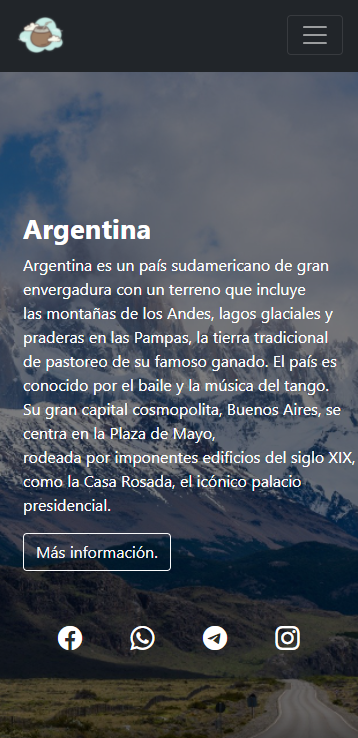 Argentina
Argentina es un país sudamericano de gran
envergadura con un terreno que incluye
las montañas de los Andes, lagos glaciales y
praderas en las Pampas, la tierra tradicional
de pastoreo de su famoso ganado. El país es
conocido por el baile y la música del tango.
Su gran capital cosmopolita, Buenos Aires, se
centra en la Plaza de Mayo,
rodeada por imponentes edificios del siglo XIX,
como la Casa Rosada, el icónico palacio
presidencial.
Más información.